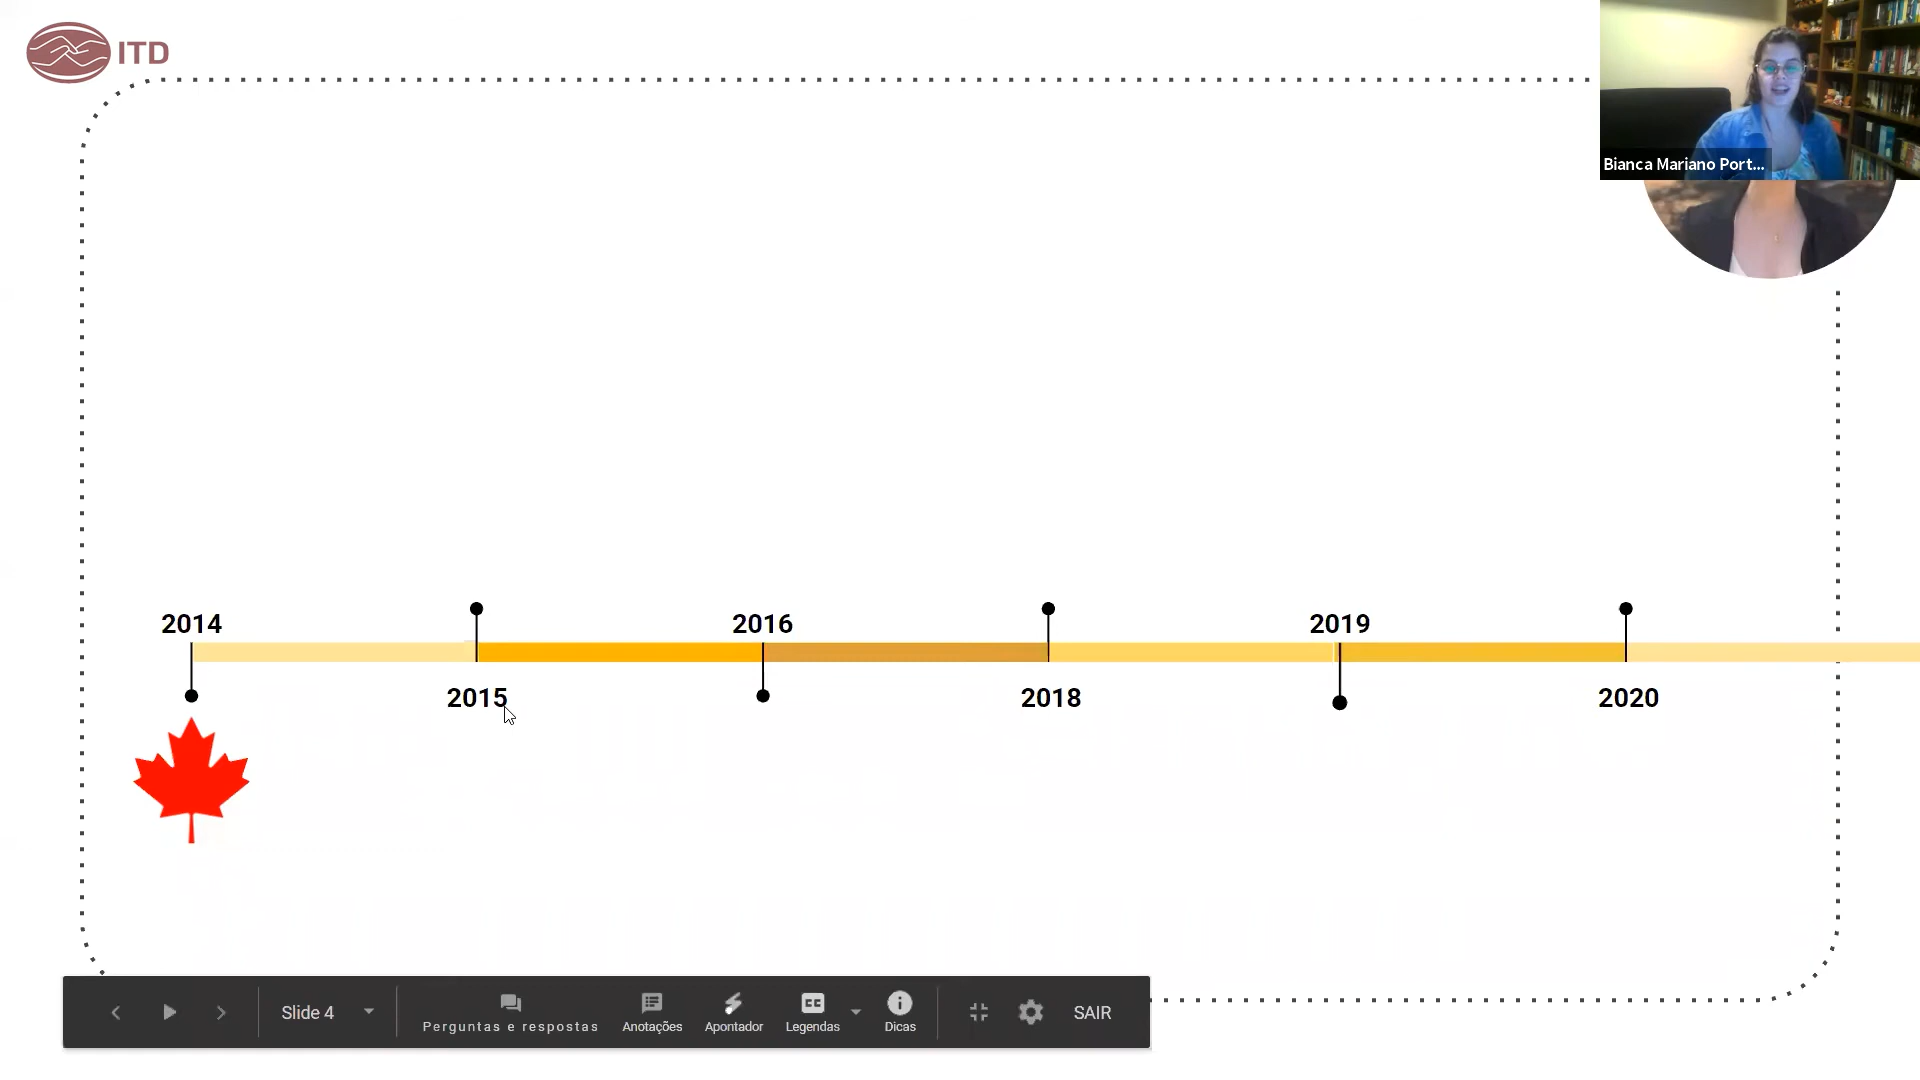 ITD
Bianca Mariano Port...
2014
2016
2019
2015
2018
2020
Slide 4
Perguntas e respostas
Anotações
Apontador
CC
Legendas
Dicas
SAIR